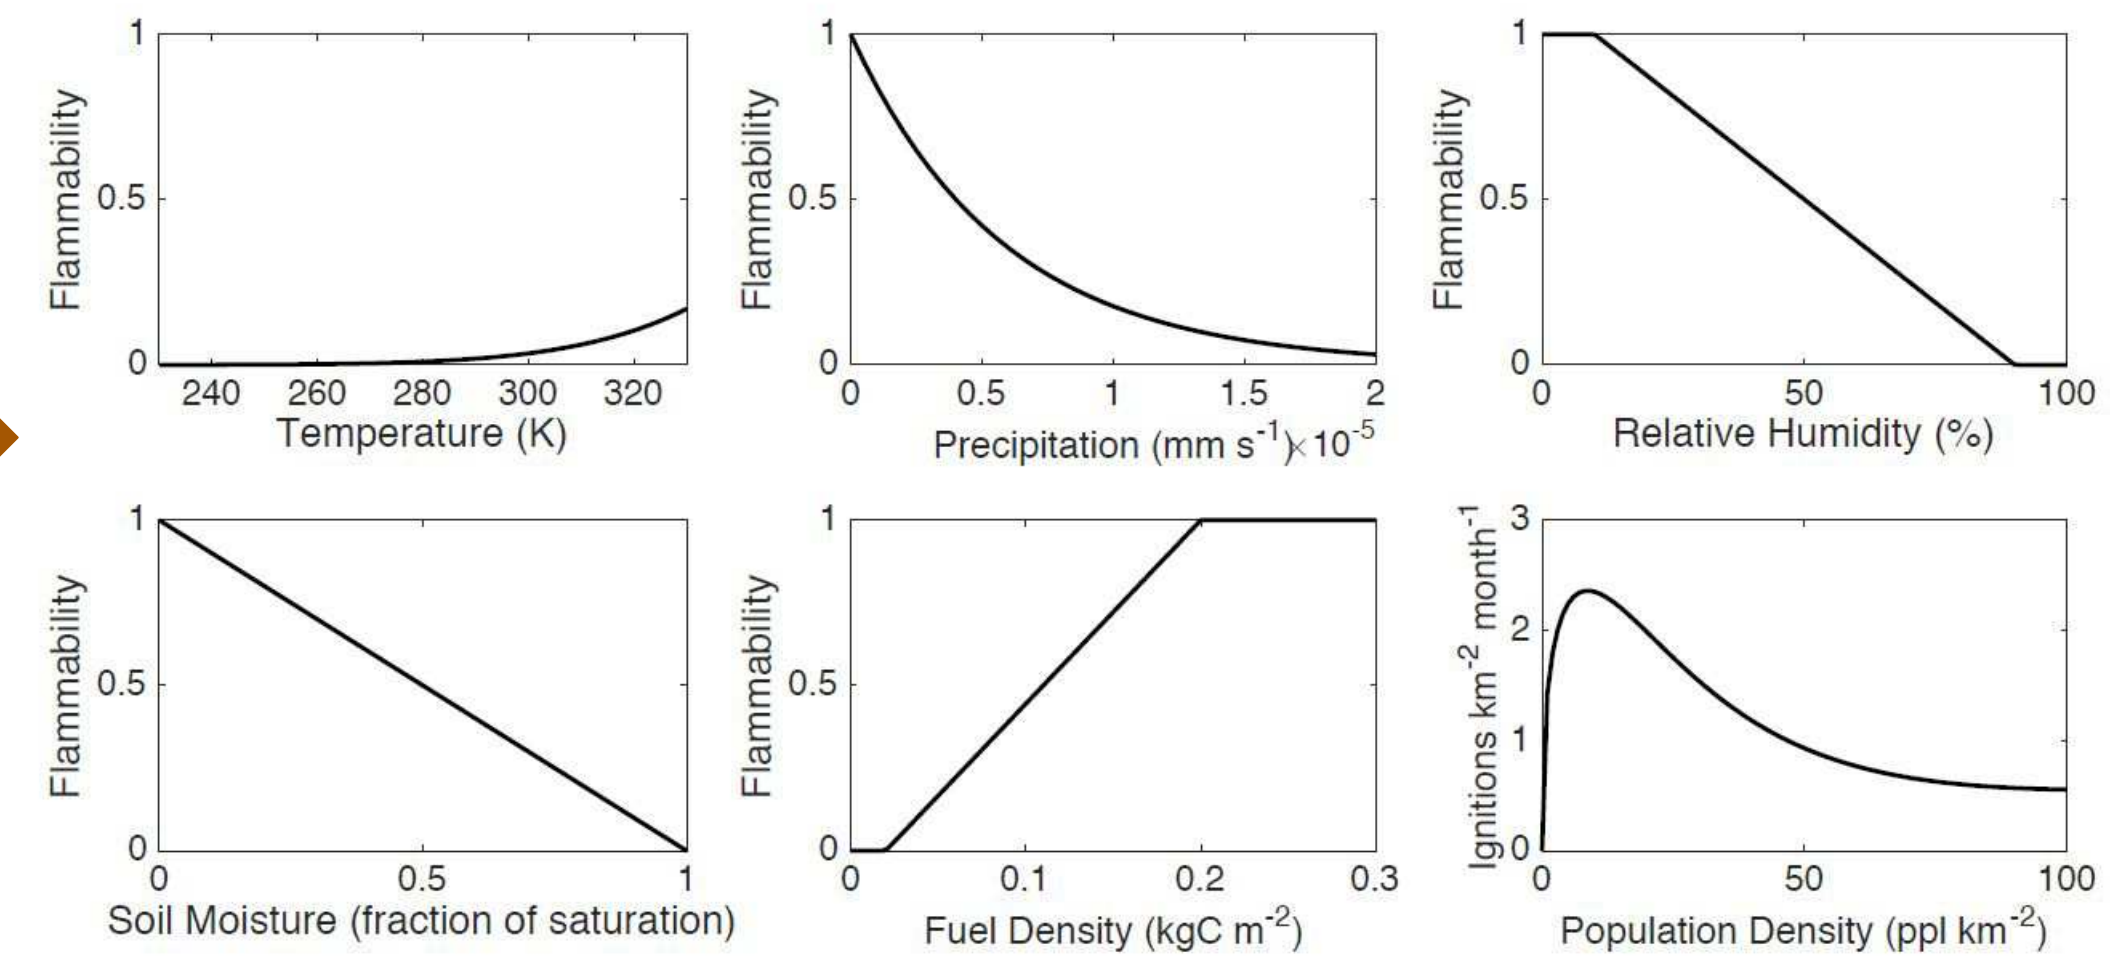 Flammability
1
0.5
0
240 260 280 300 320
Temperature (K)
Flammability
1
0.5
0
0 0.5 1 1.5 2
Precipitation (mm s⁻¹)×10⁻⁵
Flammability
1
0.5
0
0 50 100
Relative Humidity (%)
Flammability
1
0.5
0
0 0.5 1
Soil Moisture (fraction of saturation)
Flammability
1
0.5
0
0 0.1 0.2 0.3
Fuel Density (kgC m⁻²)
Ignitions km⁻² month⁻¹
3
2
1
0
0 50 100
Population Density (ppl km⁻²)